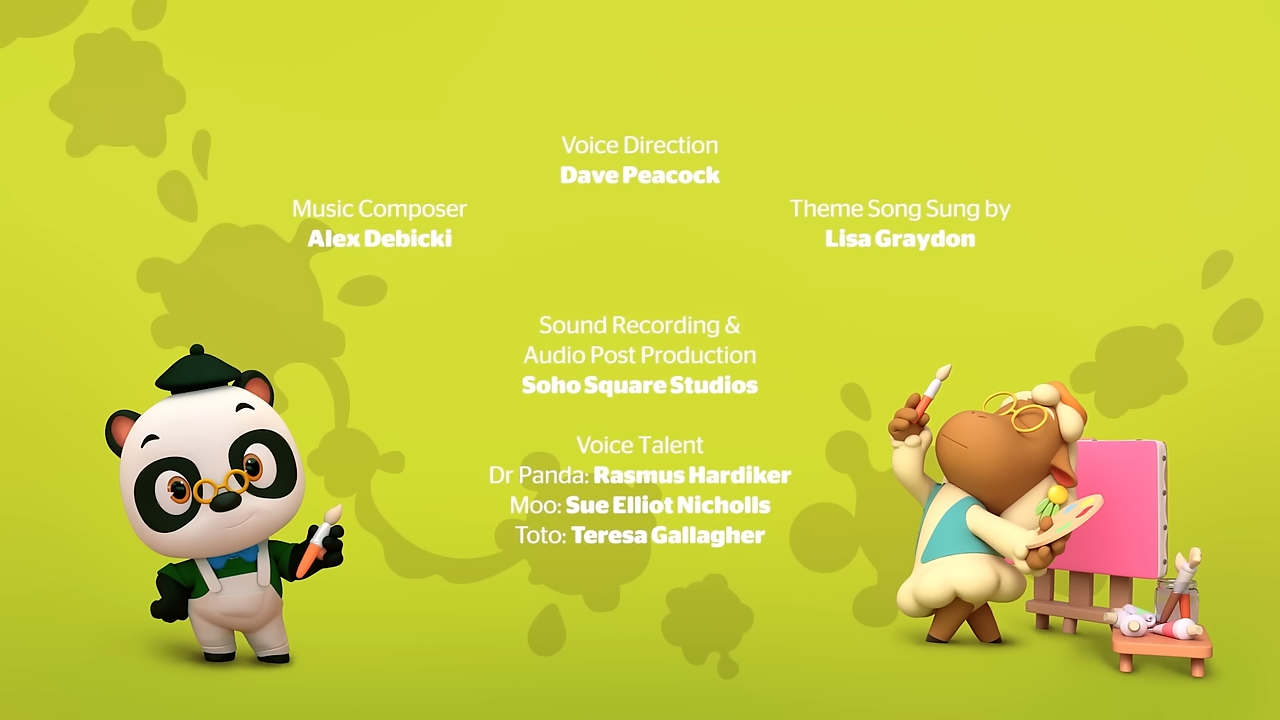 Voice Direction
Dave Peacock
Music Composer
Alex Debicki
Theme Song Sung by
Lisa Graydon
Sound Recording &
Audio Post Production
Soho Square Studios
Voice Talent
Dr Panda: Rasmus Hardiker
Moo: Sue Elliot Nicholls
Toto: Teresa Gallagher